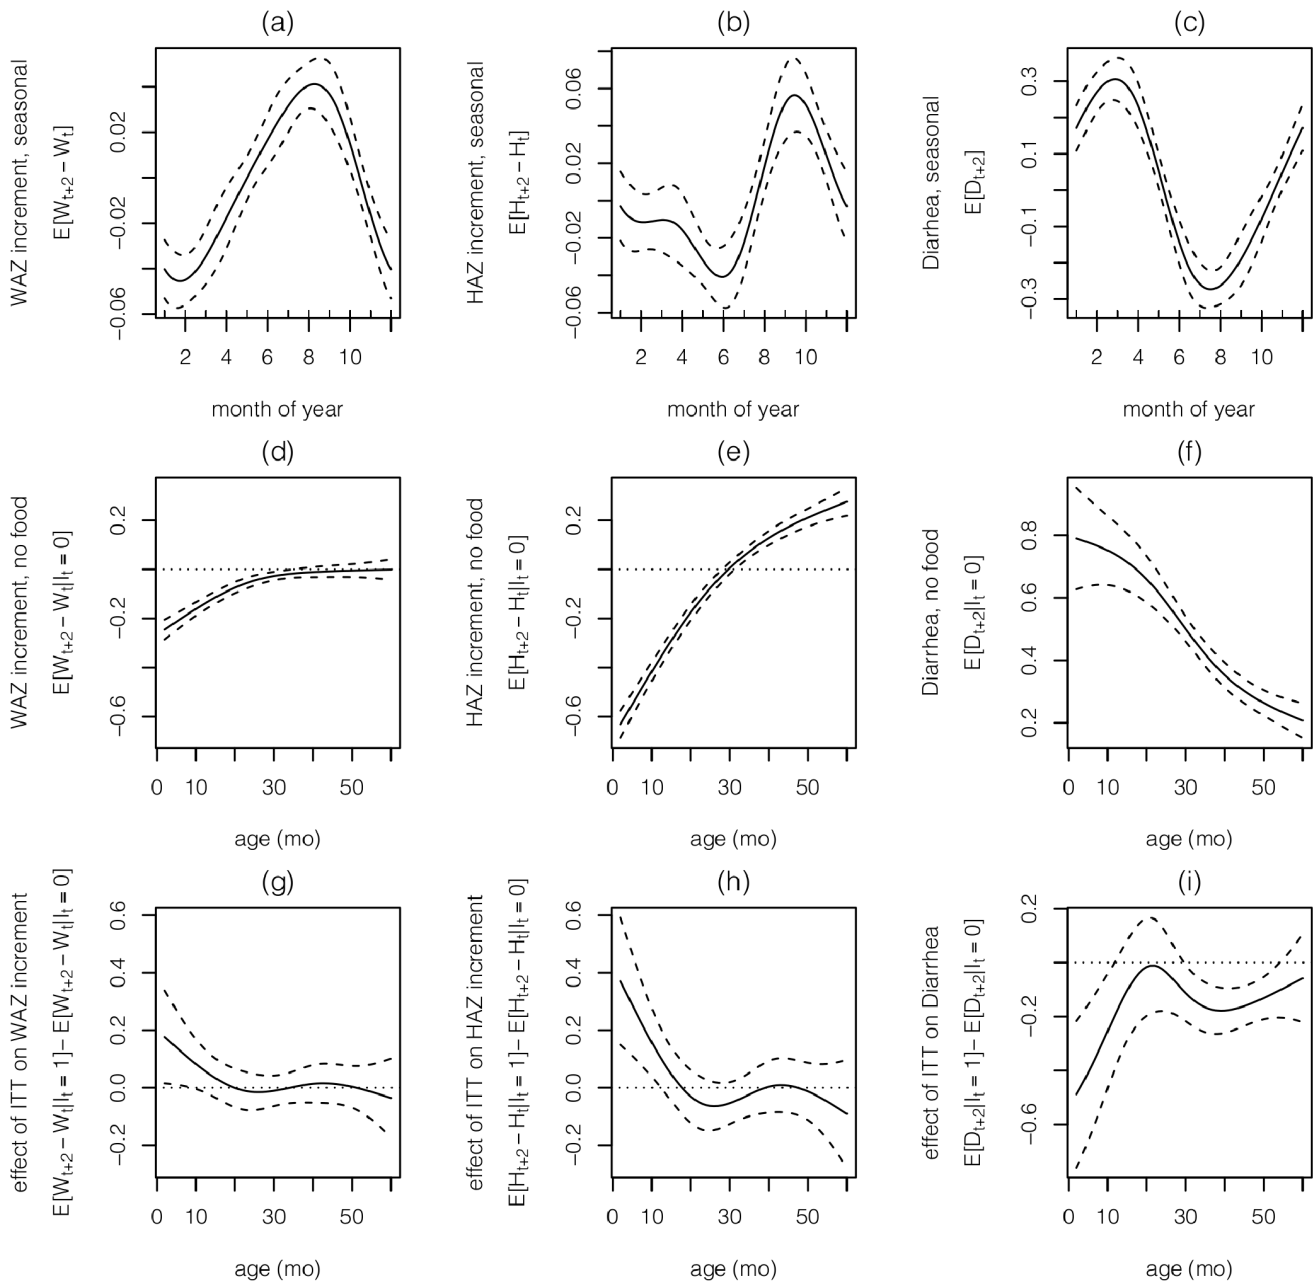 (a)
WAZ increment, seasonal
E[Wt+2 − Wt]
0.02
−0.02
−0.06
2 4 6 8 10
month of year
(b)
HAZ increment, seasonal
E[Ht+2 − Ht]
0.06
0.02
−0.02
−0.06
2 4 6 8 10
month of year
(c)
Diarrhea, seasonal
E[Dt+2]
0.3
0.1
−0.1
−0.3
2 4 6 8 10
month of year
(d)
WAZ increment, no food
E[Wt+2 − Wt|It = 0]
0.2
−0.2
−0.6
0 10 30 50
age (mo)
(e)
HAZ increment, no food
E[Ht+2 − Ht|It = 0]
0.2
−0.2
−0.6
0 10 30 50
age (mo)
(f)
Diarrhea, no food
E[Dt+2|It = 0]
0.8
0.6
0.4
0.2
0 10 30 50
age (mo)
(g)
effect of ITT on WAZ increment
E[Wt+2 − Wt|It = 1] − E[Wt+2 − Wt|It = 0]
0.6
0.4
0.2
0.0
−0.2
0 10 30 50
age (mo)
(h)
effect of ITT on HAZ increment
E[Ht+2 − Ht|It = 1] − E[Ht+2 − Ht|It = 0]
0.6
0.4
0.2
0.0
−0.2
0 10 30 50
age (mo)
(i)
effect of ITT on Diarrhea
E[Dt+2|It = 1] − E[Dt+2|It = 0]
0.2
−0.2
−0.6
0 10 30 50
age (mo)